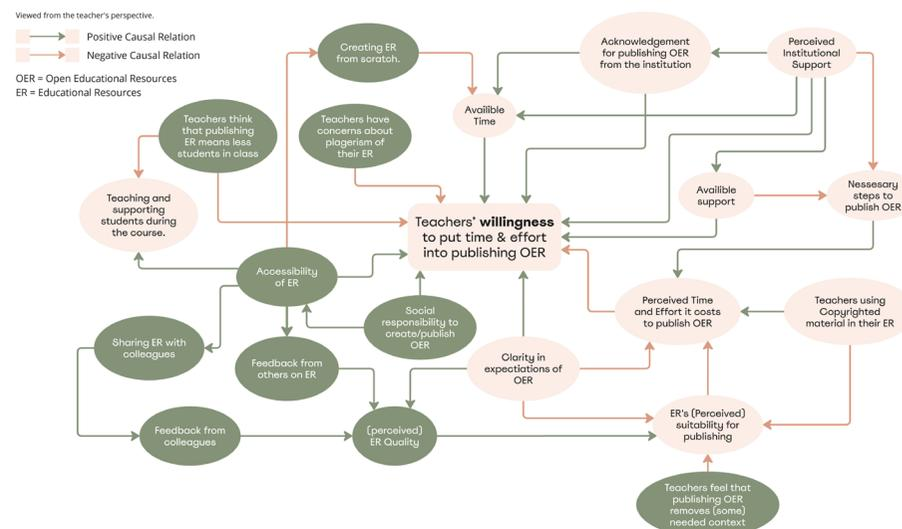 Viewed from the teacher's perspective.
Positive Causal Relation
Negative Causal Relation
OER = Open Educational Resources
ER = Educational Resources
Creating ER
from scratch.
Acknowledgement
for publishing OER
from the institution
Perceived
Institutional
Support
Teachers think
that publishing
ER means less
students in class
Teachers have
concerns about
plagerism of
their ER
Availible
Time
Teaching and
supporting
students during
the course.
Teachers' willingness
to put time & effort
into publishing OER
Availible
support
Nessesary
steps to
publish OER
Accessibility
of ER
Social
responsibility to
create/publish
OER
Perceived Time
and Effort it costs
to publish OER
Teachers using
Copyrighted
material in their ER
Sharing ER with
colleagues
Feedback from
others on ER
Clarity in
expectiations of
OER
Feedback from
colleagues
(perceived)
ER Quality
ER's (Perceived)
suitability for
publishing
Teachers feel that
publishing OER
removes (some)
needed context